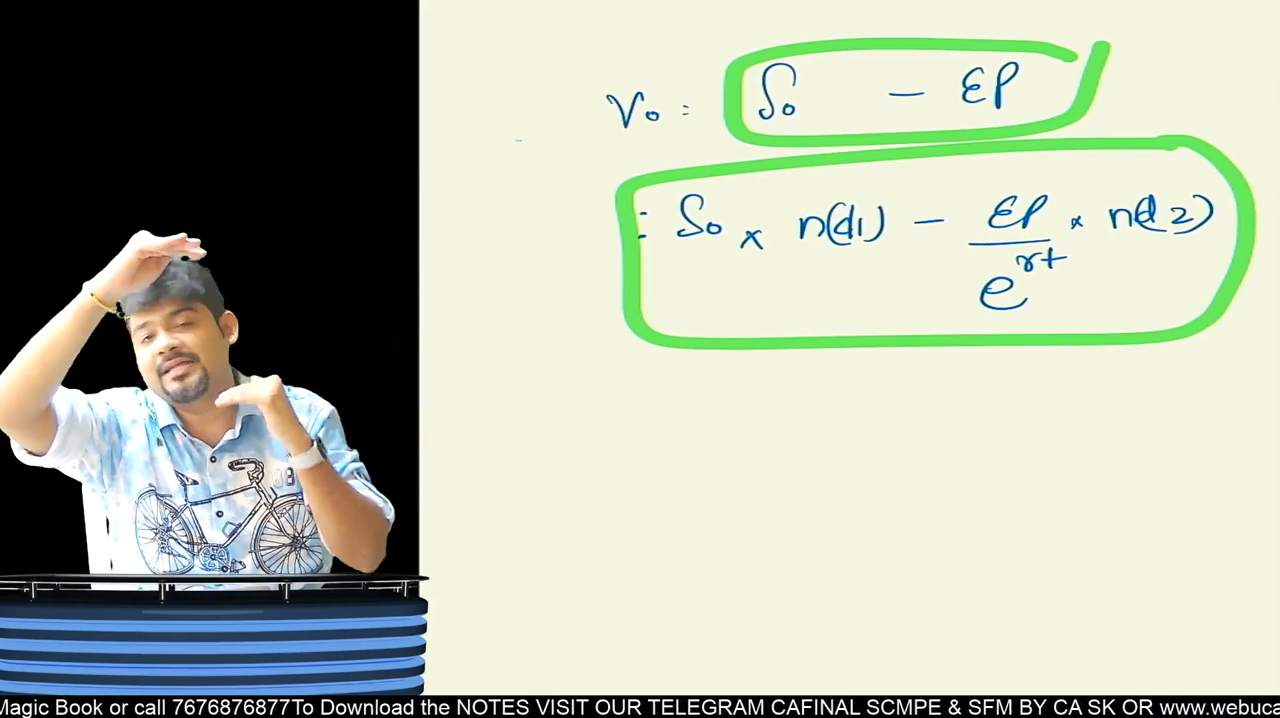 V₀ = S₀ - EP
= S₀ × n(d1) - EP/e^rt × n(d2)
08
Magic Book or call 7676876877To Download the NOTES VISIT OUR TELEGRAM CAFINAL SCMPE & SFM BY CA SK OR www.webuca